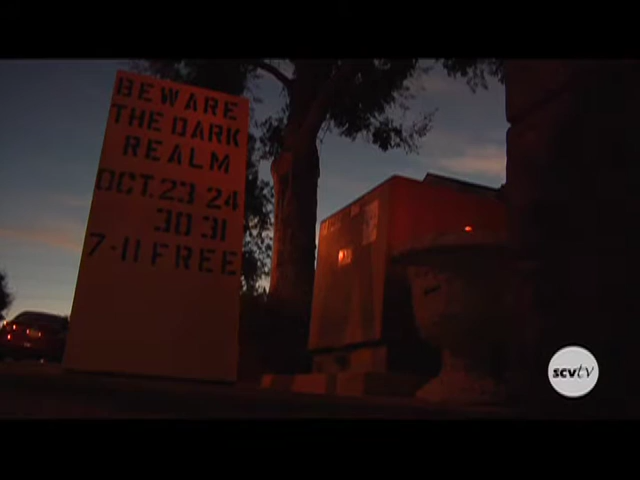 BEWARE
THE DARK
REALM
OCT.23 24
30 31
7-11 FREE
scvtv